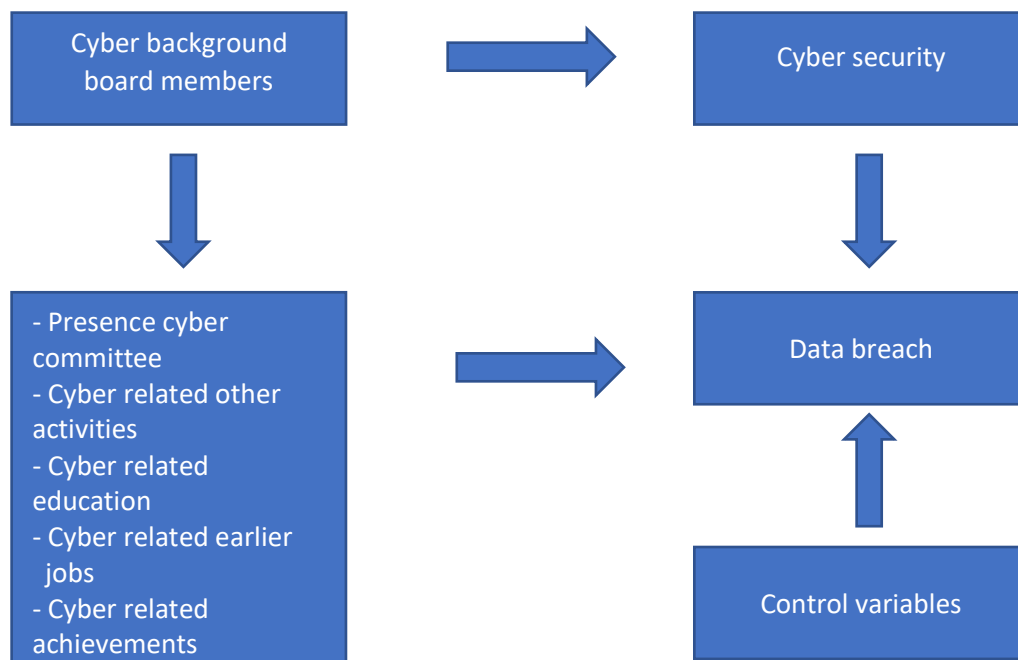 Cyber background
board members
Cyber security
- Presence cyber
committee
- Cyber related other
activities
- Cyber related
education
- Cyber related earlier
jobs
- Cyber related
achievements
Data breach
Control variables